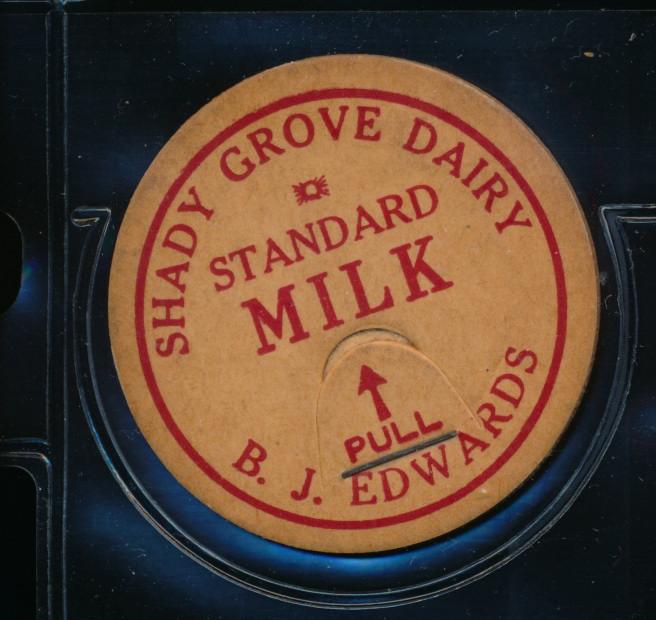 SHADY GROVE DAIRY
STANDARD
MILK
PULL
B. J. EDWARDS